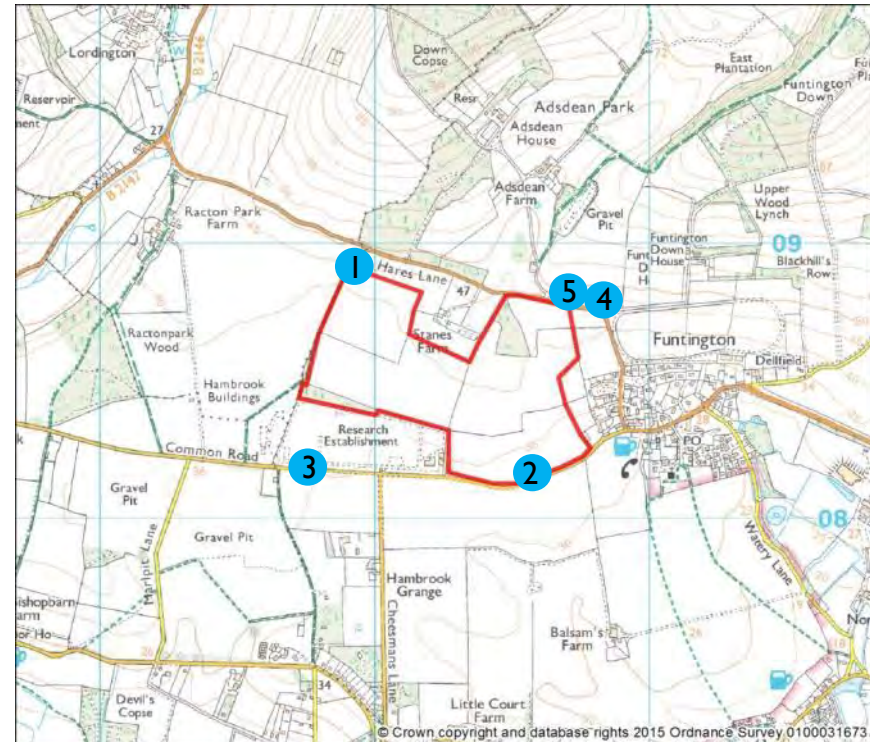 Lordington
B 2146
Reservoir
27
B 2147
Racton Park
Farm
Down
Copse
Resr
Adsdean Park
Adsdean
House
Adsdean
Farm
Gravel
Pit
East
Plantation
Funtington
Down
Upper
Wood
Lynch
Funtington
Down
House
09
Blackhill's
Row
1
Hares Lane
47
5
4
Stanes
Farm
Funtington
Dellfield
Ractonpark
Wood
Hambrook
Buildings
Research
Establishment
PO
Common Road
3
2
Gravel
Pit
Marlpit Lane
Gravel Pit
08
Watery Lane
Hambrook
Grange
Cheesmans Lane
Balsam's
Farm
34
Devil's
Copse
Little Court
Farm
© Crown copyright and database rights 2015 Ordnance Survey 0100031673